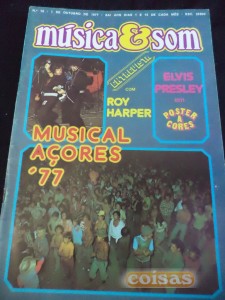 música & som
ENTREVISTA
COM
ROY
HARPER
ELVIS
PRESLEY
POSTER
A
CORES
MUSICAL
AÇORES
'77
coisas